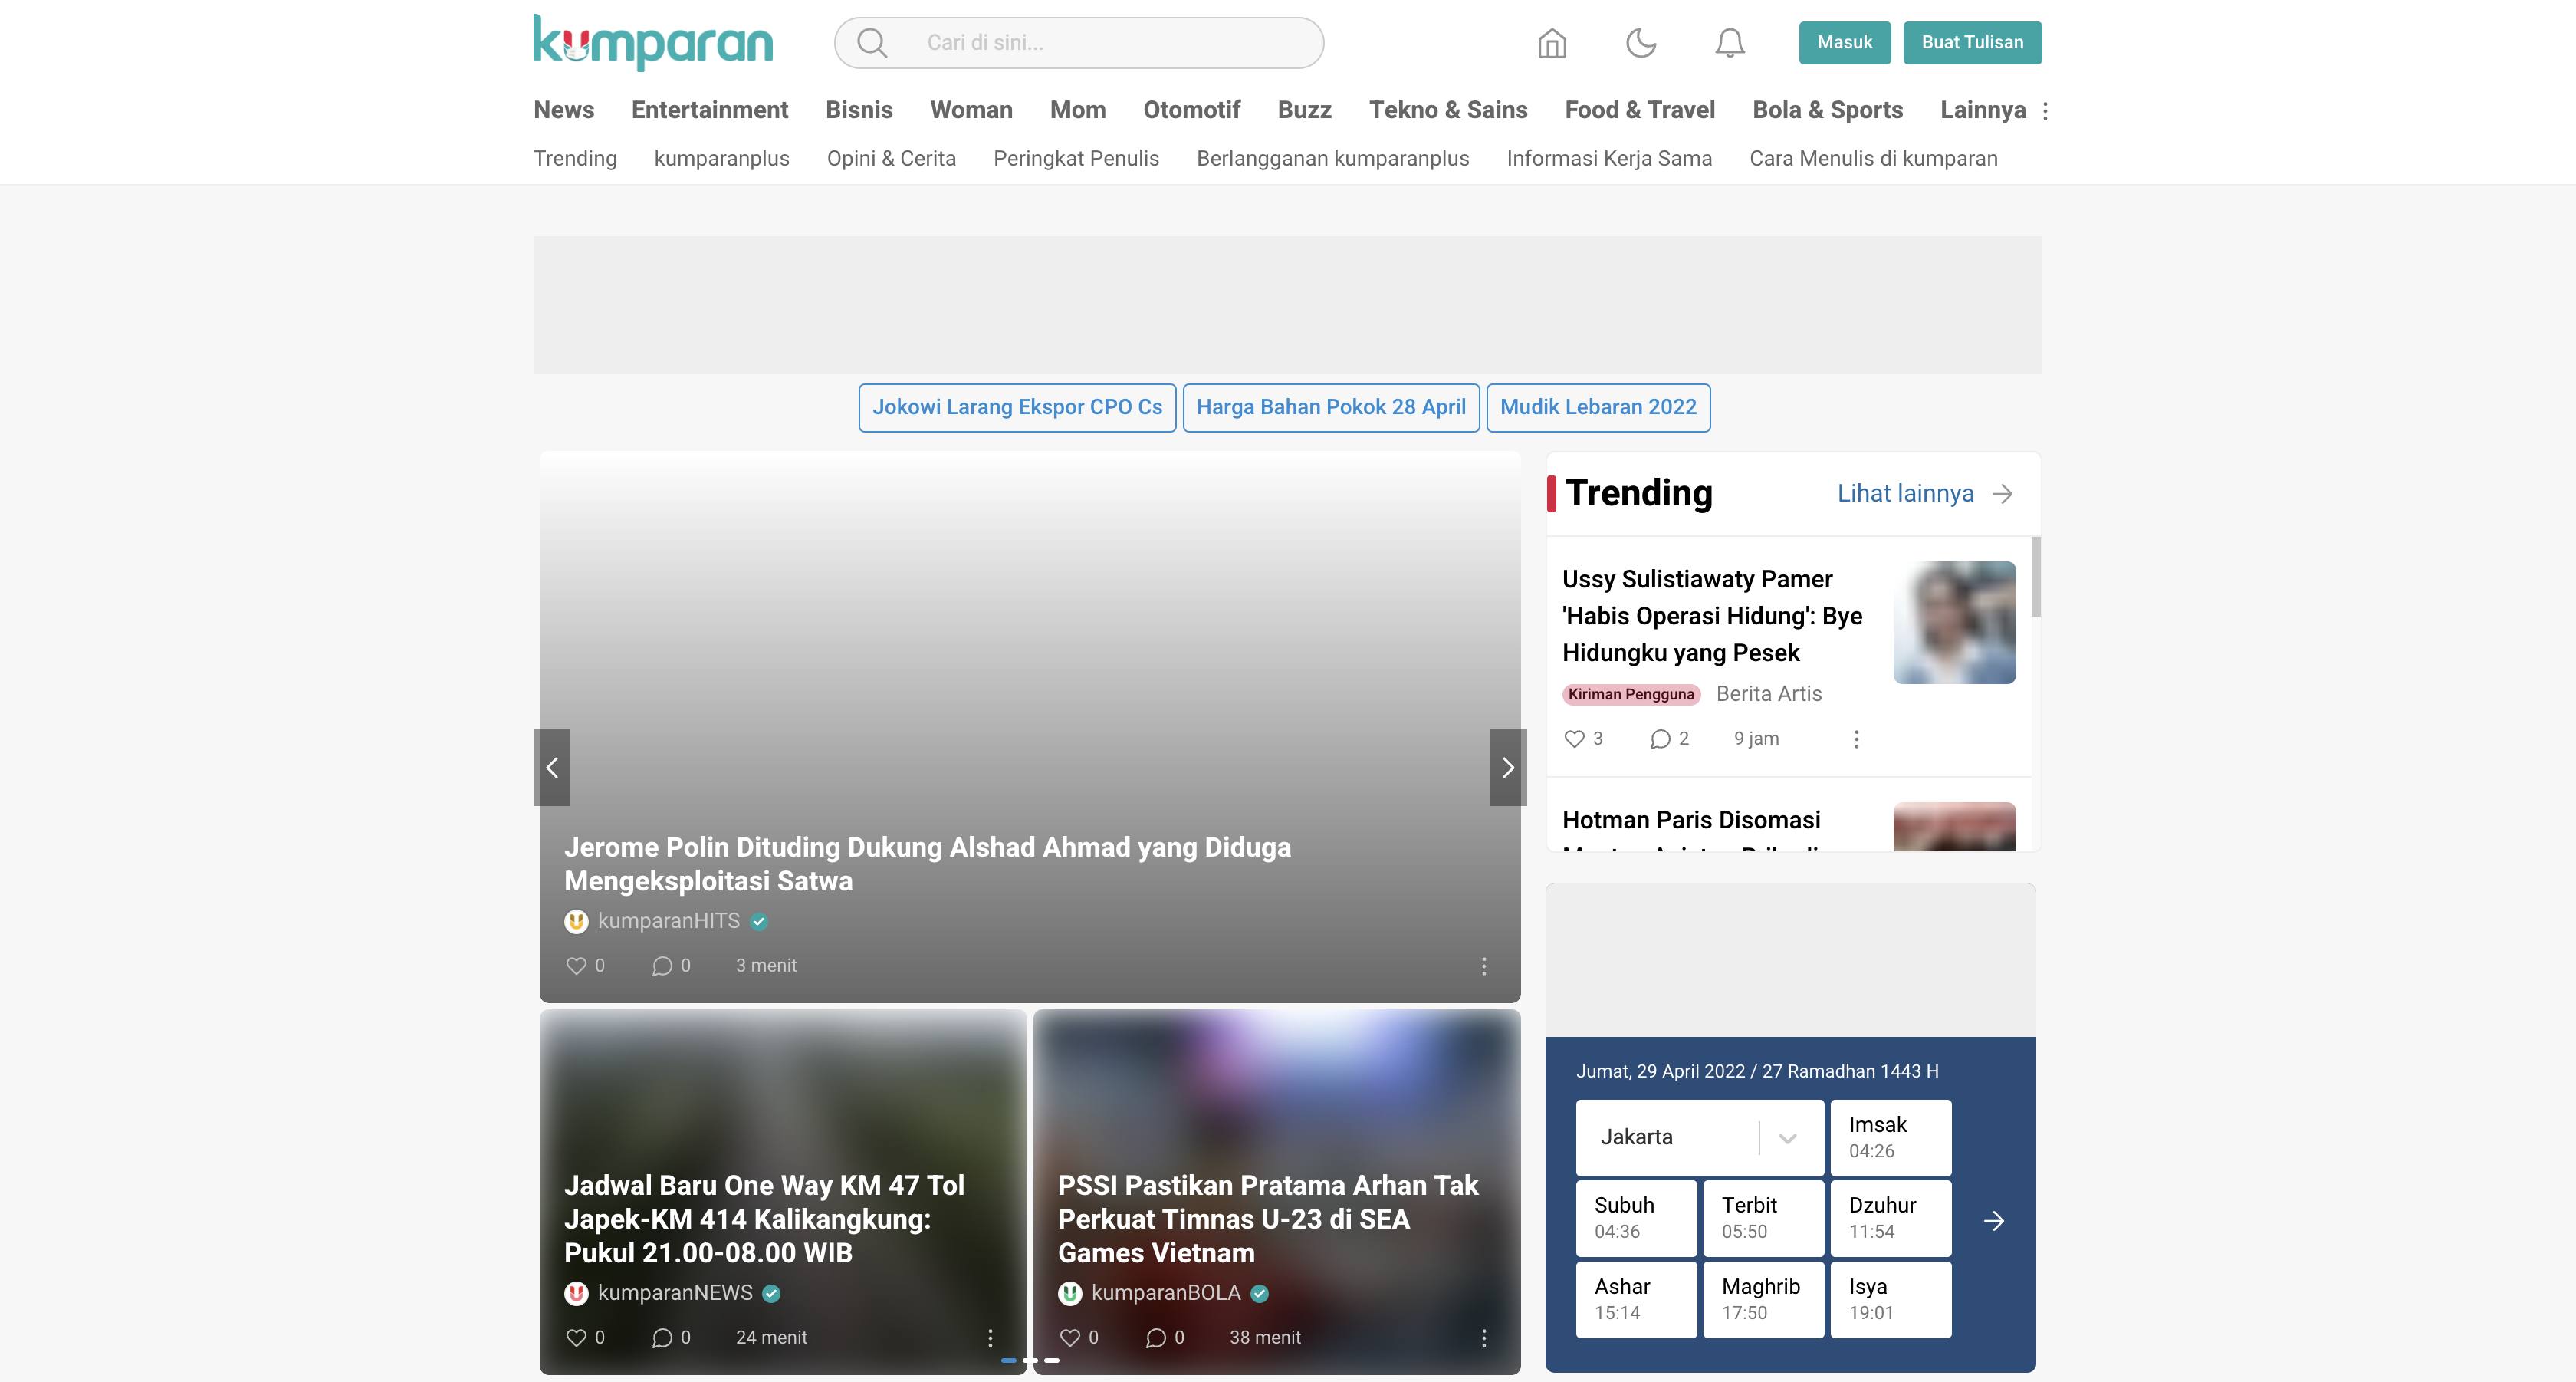 kumparan
Cari di sini...
Masuk
Buat Tulisan
News
Entertainment
Bisnis
Woman
Mom
Otomotif
Buzz
Tekno & Sains
Food & Travel
Bola & Sports
Lainnya
Trending
kumparanplus
Opini & Cerita
Peringkat Penulis
Berlangganan kumparanplus
Informasi Kerja Sama
Cara Menulis di kumparan
Jokowi Larang Ekspor CPO Cs
Harga Bahan Pokok 28 April
Mudik Lebaran 2022
Jerome Polin Dituding Dukung Alshad Ahmad yang Diduga
Mengeksploitasi Satwa
kumparanHITS
0
0
3 menit
Jadwal Baru One Way KM 47 Tol
Japek-KM 414 Kalikangkung:
Pukul 21.00-08.00 WIB
kumparanNEWS
0
0
24 menit
PSSI Pastikan Pratama Arhan Tak
Perkuat Timnas U-23 di SEA
Games Vietnam
kumparanBOLA
0
0
38 menit
Trending
Lihat lainnya
Ussy Sulistiawaty Pamer
'Habis Operasi Hidung': Bye
Hidungku yang Pesek
Kiriman Pengguna
Berita Artis
3
2
9 jam
Hotman Paris Disomasi
Jumat, 29 April 2022 / 27 Ramadhan 1443 H
Jakarta
Imsak
04:26
Subuh
04:36
Terbit
05:50
Dzuhur
11:54
Ashar
15:14
Maghrib
17:50
Isya
19:01